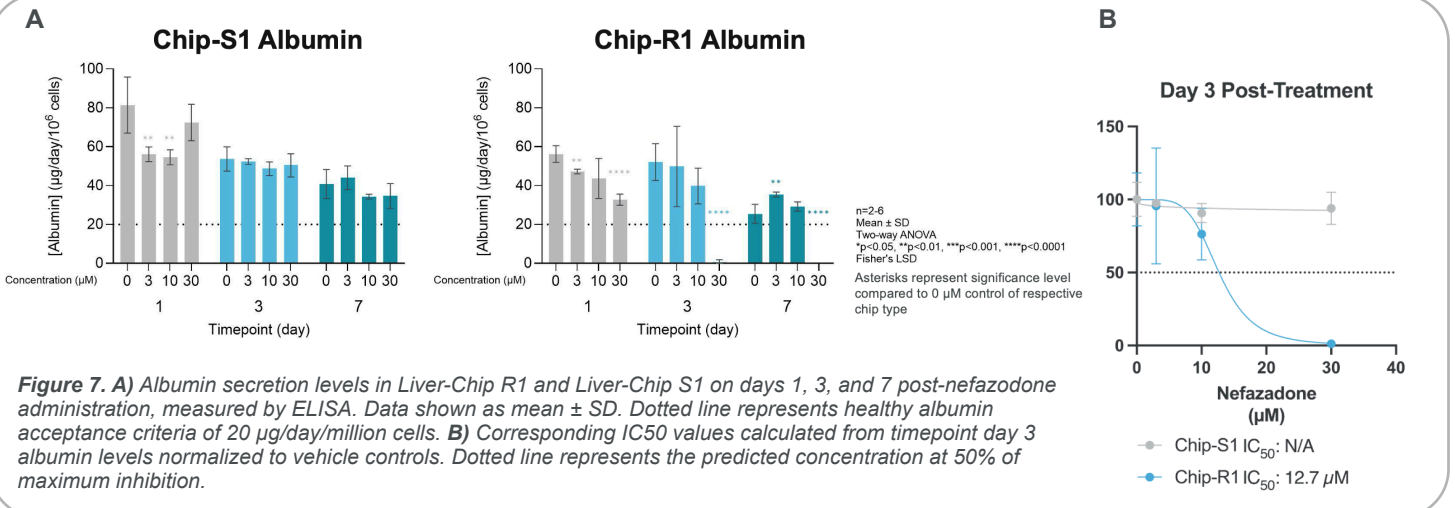 A
Chip-S1 Albumin
[Albumin] (µg/day/10⁶ cells)
100
80
60
40
20
0
** **
Concentration (µM) 0 3 10 30 0 3 10 30 0 3 10 30
1 3 7
Timepoint (day)
Chip-R1 Albumin
[Albumin] (µg/day/10⁶ cells)
100
80
60
40
20
0
** **** **** ** ****
Concentration (µM) 0 3 10 30 0 3 10 30 0 3 10 30
1 3 7
Timepoint (day)
n=2-6
Mean ± SD
Two-way ANOVA
*p<0.05, **p<0.01, ***p<0.001, ****p<0.0001
Fisher's LSD
Asterisks represent significance level
compared to 0 µM control of respective
chip type
B
Day 3 Post-Treatment
150
100
50
0
0 10 20 30 40
Nefazadone
(µM)
Chip-S1 IC50: N/A
Chip-R1 IC50: 12.7 µM
Figure 7. A) Albumin secretion levels in Liver-Chip R1 and Liver-Chip S1 on days 1, 3, and 7 post-nefazodone
administration, measured by ELISA. Data shown as mean ± SD. Dotted line represents healthy albumin
acceptance criteria of 20 µg/day/million cells. B) Corresponding IC50 values calculated from timepoint day 3
albumin levels normalized to vehicle controls. Dotted line represents the predicted concentration at 50% of
maximum inhibition.